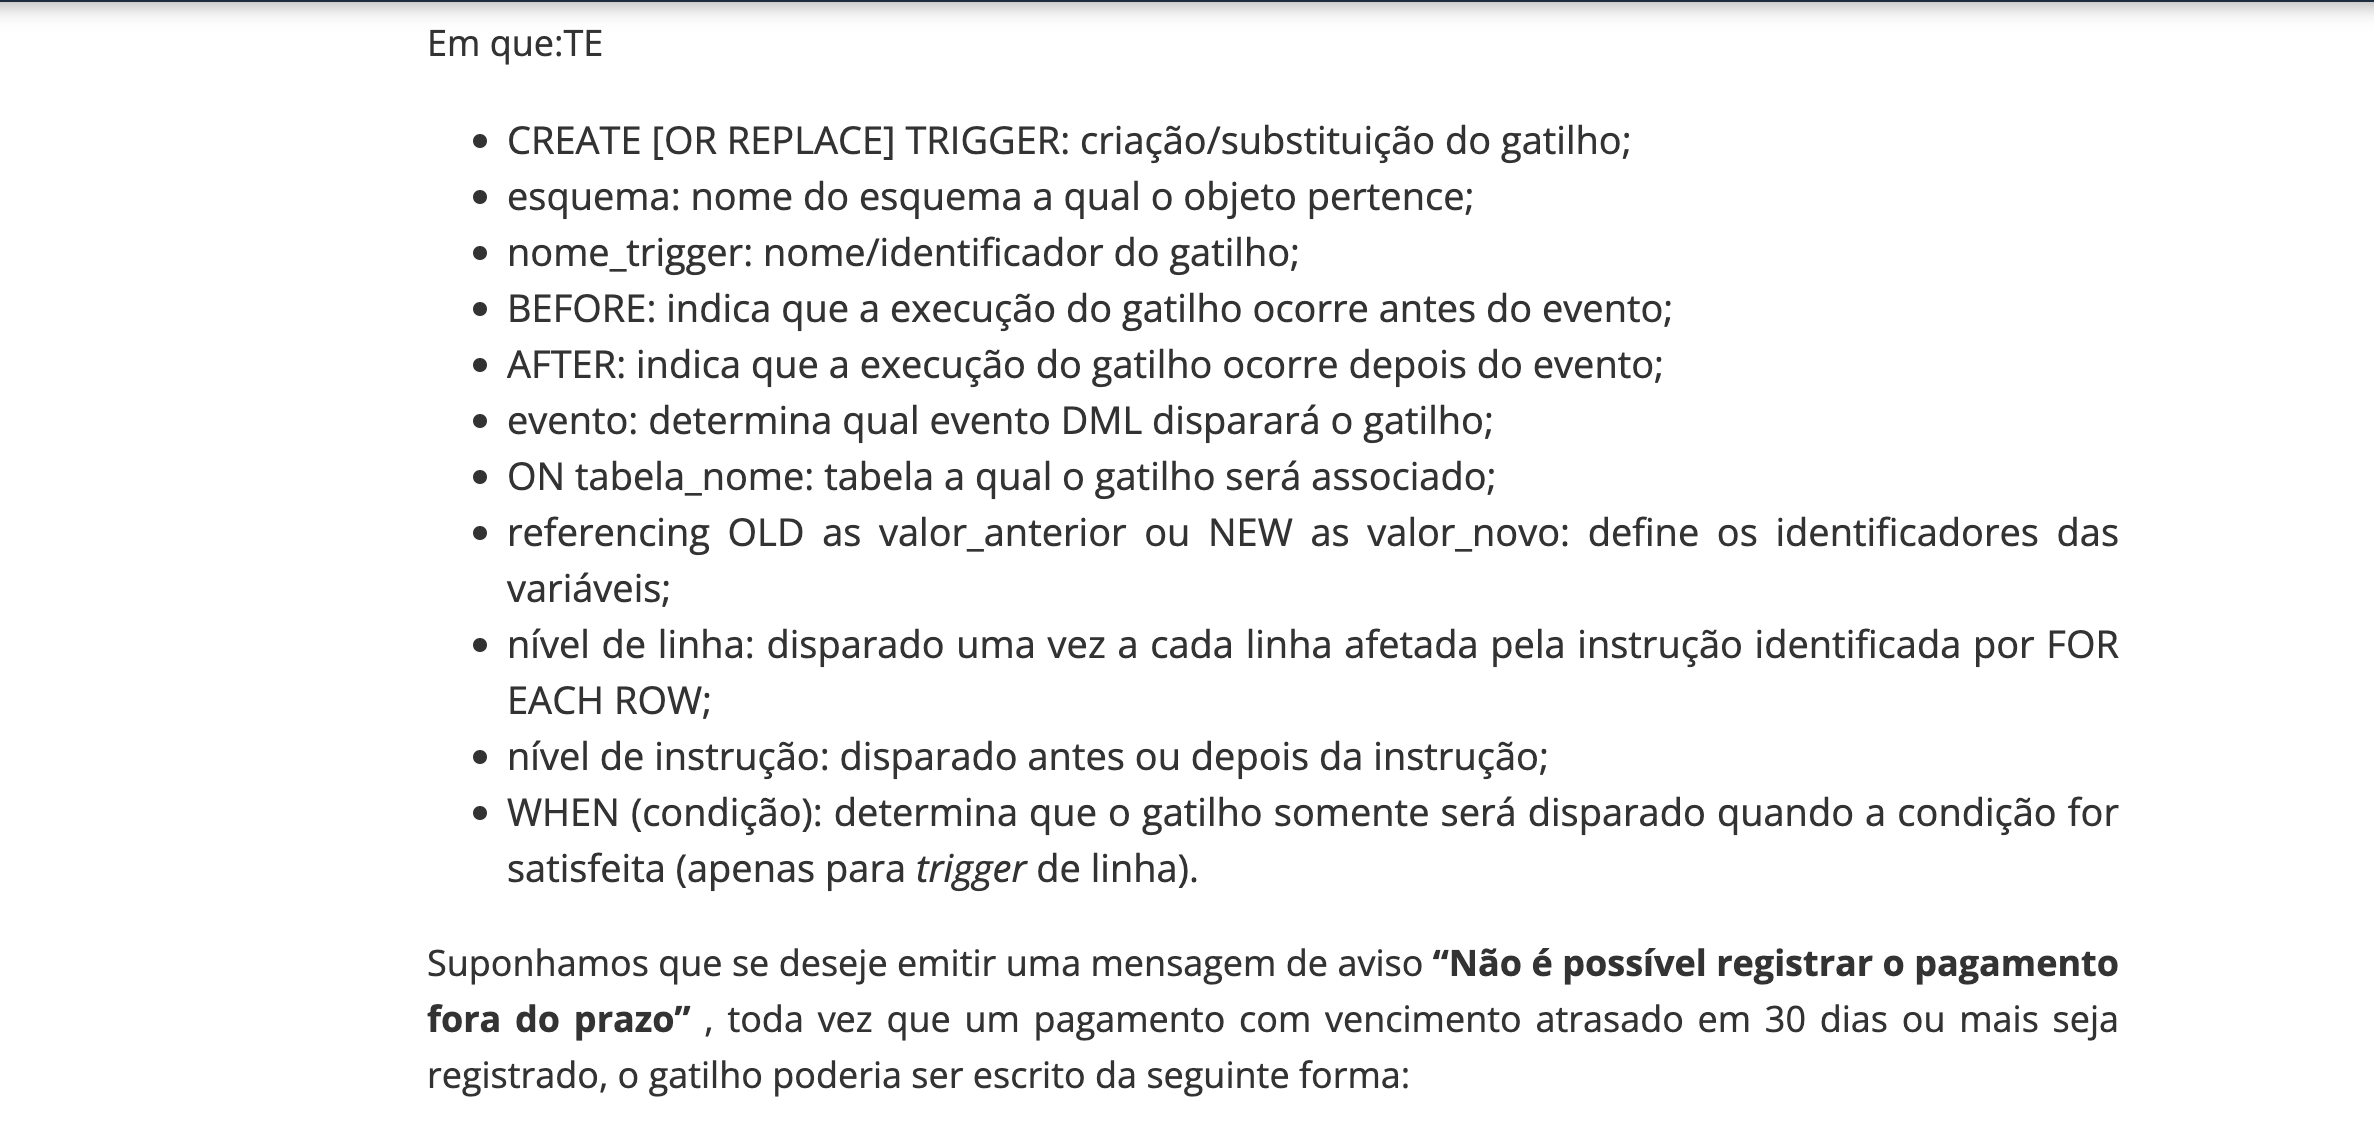 Em que:TE
• CREATE [OR REPLACE] TRIGGER: criação/substituição do gatilho;
• esquema: nome do esquema a qual o objeto pertence;
• nome_trigger: nome/identificador do gatilho;
• BEFORE: indica que a execução do gatilho ocorre antes do evento;
• AFTER: indica que a execução do gatilho ocorre depois do evento;
• evento: determina qual evento DML disparará o gatilho;
• ON tabela_nome: tabela a qual o gatilho será associado;
• referencing OLD as valor_anterior ou NEW as valor_novo: define os identificadores das
variáveis;
• nível de linha: disparado uma vez a cada linha afetada pela instrução identificada por FOR
EACH ROW;
• nível de instrução: disparado antes ou depois da instrução;
• WHEN (condição): determina que o gatilho somente será disparado quando a condição for
satisfeita (apenas para trigger de linha).
Suponhamos que se deseje emitir uma mensagem de aviso “Não é possível registrar o pagamento
fora do prazo” , toda vez que um pagamento com vencimento atrasado em 30 dias ou mais seja
registrado, o gatilho poderia ser escrito da seguinte forma: